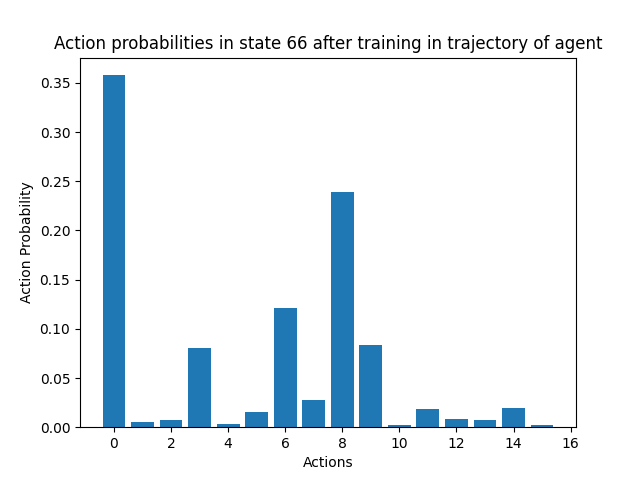 Action probabilities in state 66 after training in trajectory of agent
0.35
0.30
0.25
0.20
0.15
0.10
0.05
0.00
Action Probability
0 2 4 6 8 10 12 14 16
Actions